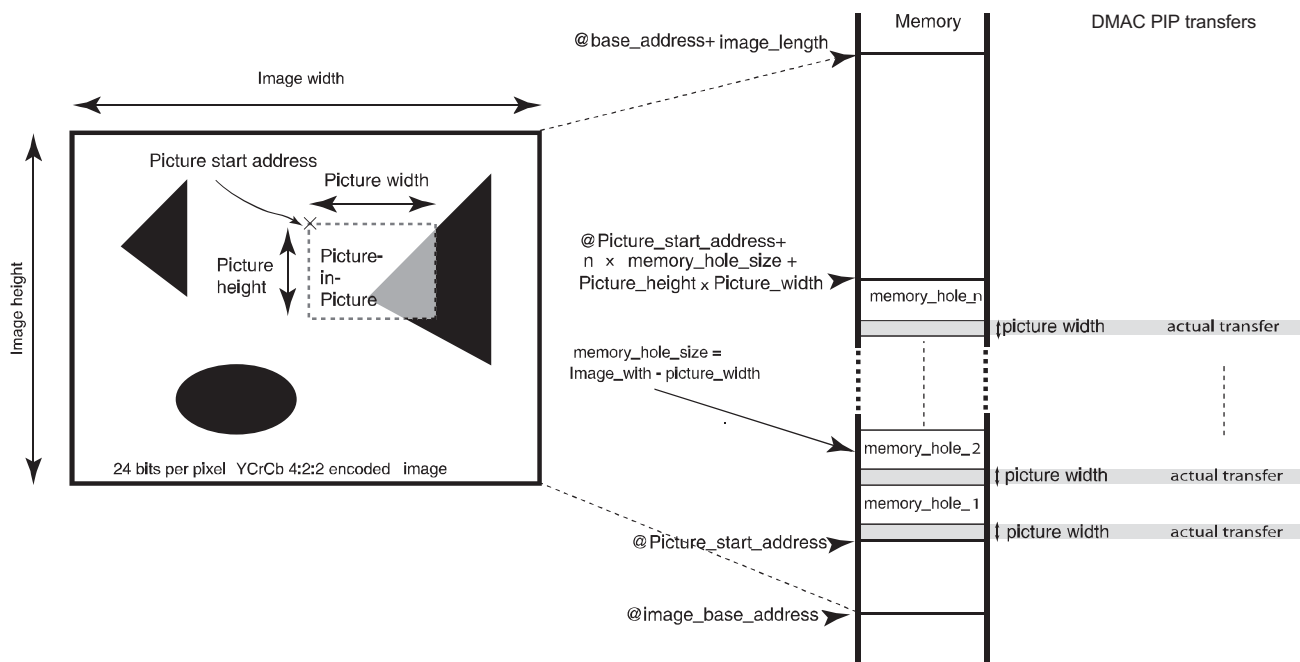 Memory
DMAC PIP transfers
@base_address+ image_length
Image width
Image height
Picture start address
Picture width
Picture
height
Picture-
in-
Picture
24 bits per pixel YCrCb 4:2:2 encoded image
@Picture_start_address+
n x memory_hole_size +
Picture_height x Picture_width
memory_hole_n
picture width actual transfer
memory_hole_size =
Image_with - picture_width
memory_hole_2
picture width actual transfer
memory_hole_1
picture width actual transfer
@Picture_start_address
@image_base_address